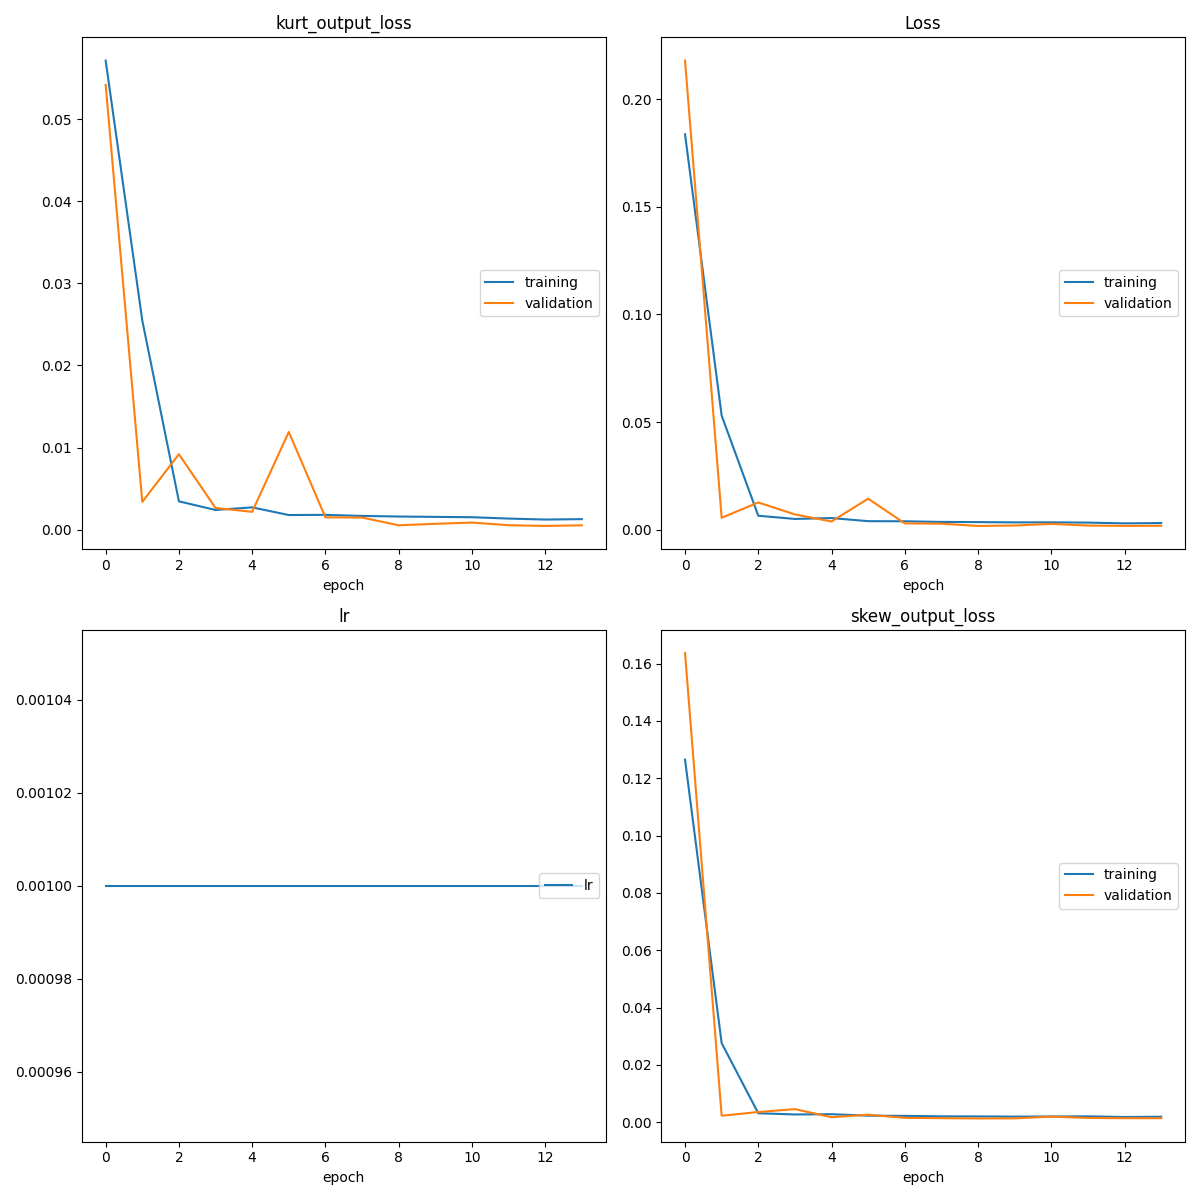 kurt_output_loss
0.05
0.04
0.03
0.02
0.01
0.00
training
validation
0 2 4 6 8 10 12
epoch
Loss
0.20
0.15
0.10
0.05
0.00
training
validation
0 2 4 6 8 10 12
epoch
lr
0.00104
0.00102
0.00100
0.00098
0.00096
lr
0 2 4 6 8 10 12
epoch
skew_output_loss
0.16
0.14
0.12
0.10
0.08
0.06
0.04
0.02
0.00
training
validation
0 2 4 6 8 10 12
epoch